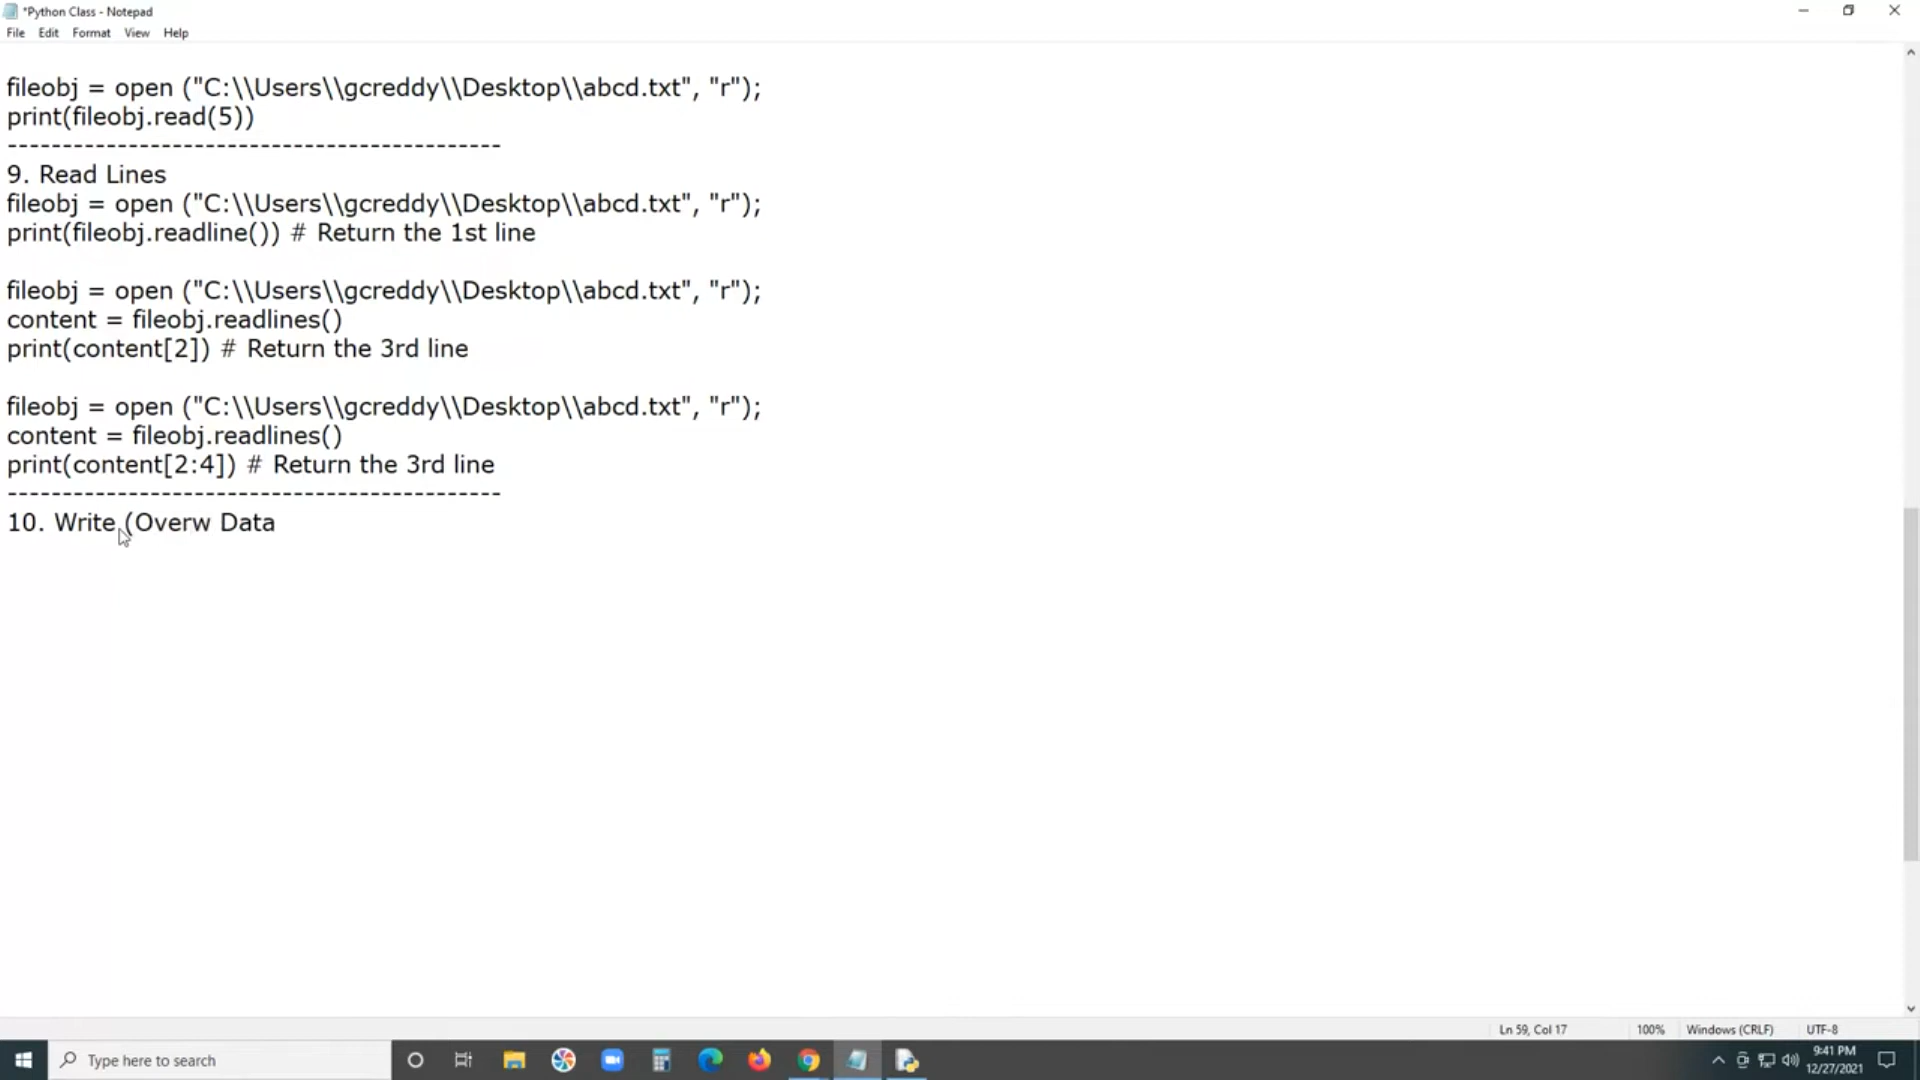 *Python Class - Notepad
File Edit Format View Help
fileobj = open ("C:\\Users\\gcreddy\\Desktop\\abcd.txt", "r");
print(fileobj.read(5))
---------------------------------------------
9. Read Lines
fileobj = open ("C:\\Users\\gcreddy\\Desktop\\abcd.txt", "r");
print(fileobj.readline()) # Return the 1st line
fileobj = open ("C:\\Users\\gcreddy\\Desktop\\abcd.txt", "r");
content = fileobj.readlines()
print(content[2]) # Return the 3rd line
fileobj = open ("C:\\Users\\gcreddy\\Desktop\\abcd.txt", "r");
content = fileobj.readlines()
print(content[2:4]) # Return the 3rd line
---------------------------------------------
10. Write (Overw Data
Ln 59, Col 17 100% Windows (CRLF) UTF-8
Type here to search
9:41 PM
12/27/2021